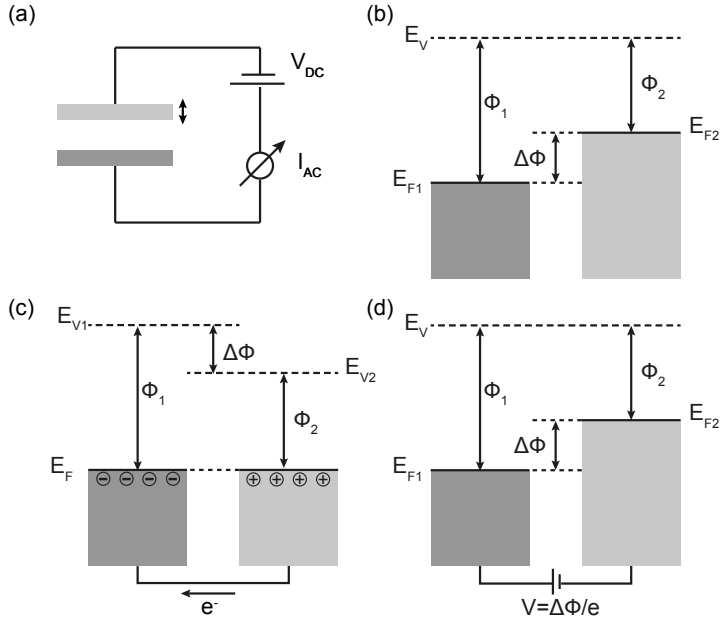 (a)
V_DC
I_AC
(b)
E_V
Φ_1
Φ_2
E_F2
ΔΦ
E_F1
(c)
E_V1
ΔΦ
E_V2
Φ_1
Φ_2
E_F
⊖ ⊖ ⊖ ⊖
⊕ ⊕ ⊕ ⊕
e⁻
(d)
E_V
Φ_1
Φ_2
E_F2
ΔΦ
E_F1
V=ΔΦ/e